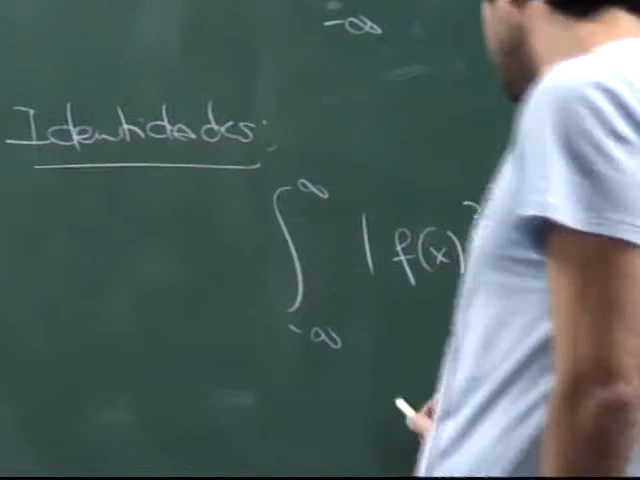 -∞
Identidades:
∫ ∞ -∞ | f(x)